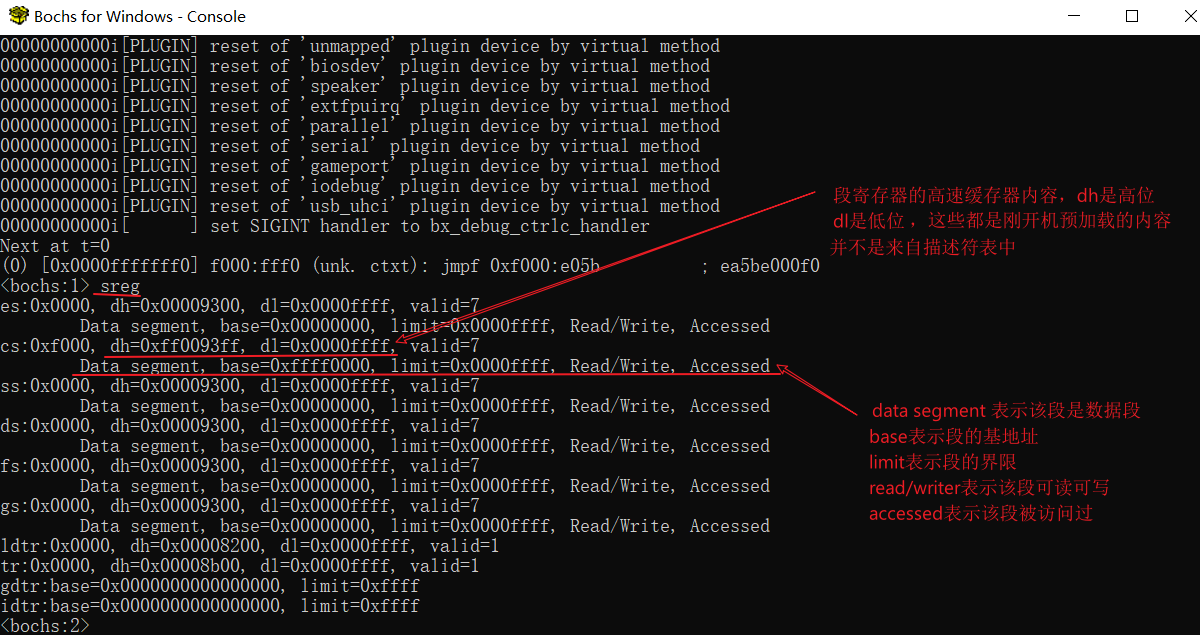 Bochs for Windows - Console
00000000000i[PLUGIN] reset of 'unmapped' plugin device by virtual method
00000000000i[PLUGIN] reset of 'biosdev' plugin device by virtual method
00000000000i[PLUGIN] reset of 'speaker' plugin device by virtual method
00000000000i[PLUGIN] reset of 'extfpuirq' plugin device by virtual method
00000000000i[PLUGIN] reset of 'parallel' plugin device by virtual method
00000000000i[PLUGIN] reset of 'serial' plugin device by virtual method
00000000000i[PLUGIN] reset of 'gameport' plugin device by virtual method
00000000000i[PLUGIN] reset of 'iodebug' plugin device by virtual method
00000000000i[PLUGIN] reset of 'usb_uhci' plugin device by virtual method
00000000000i[      ] set SIGINT handler to bx_debug_ctrlc_handler
Next at t=0
(0) [0x0000fffffff0] f000:fff0 (unk. ctxt): jmpf 0xf000:e05b          ; ea5be000f0
<bochs:1> sreg
es:0x0000, dh=0x00009300, dl=0x0000ffff, valid=7
Data segment, base=0x00000000, limit=0x0000ffff, Read/Write, Accessed
cs:0xf000, dh=0xff0093ff, dl=0x0000ffff, valid=7
Data segment, base=0xffff0000, limit=0x0000ffff, Read/Write, Accessed
ss:0x0000, dh=0x00009300, dl=0x0000ffff, valid=7
Data segment, base=0x00000000, limit=0x0000ffff, Read/Write, Accessed
ds:0x0000, dh=0x00009300, dl=0x0000ffff, valid=7
Data segment, base=0x00000000, limit=0x0000ffff, Read/Write, Accessed
fs:0x0000, dh=0x00009300, dl=0x0000ffff, valid=7
Data segment, base=0x00000000, limit=0x0000ffff, Read/Write, Accessed
gs:0x0000, dh=0x00009300, dl=0x0000ffff, valid=7
Data segment, base=0x00000000, limit=0x0000ffff, Read/Write, Accessed
ldtr:0x0000, dh=0x00008200, dl=0x0000ffff, valid=1
tr:0x0000, dh=0x00008b00, dl=0x0000ffff, valid=1
gdtr:base=0x0000000000000000, limit=0xffff
idtr:base=0x0000000000000000, limit=0xffff
<bochs:2>
段寄存器的高速缓存器内容，dh是高位
dl是低位 ，这些都是刚开机预加载的内容
并不是来自描述符表中
data segment 表示该段是数据段
base表示段的基地址
limit表示段的界限
read/writer表示该段可读可写
accessed表示该段被访问过